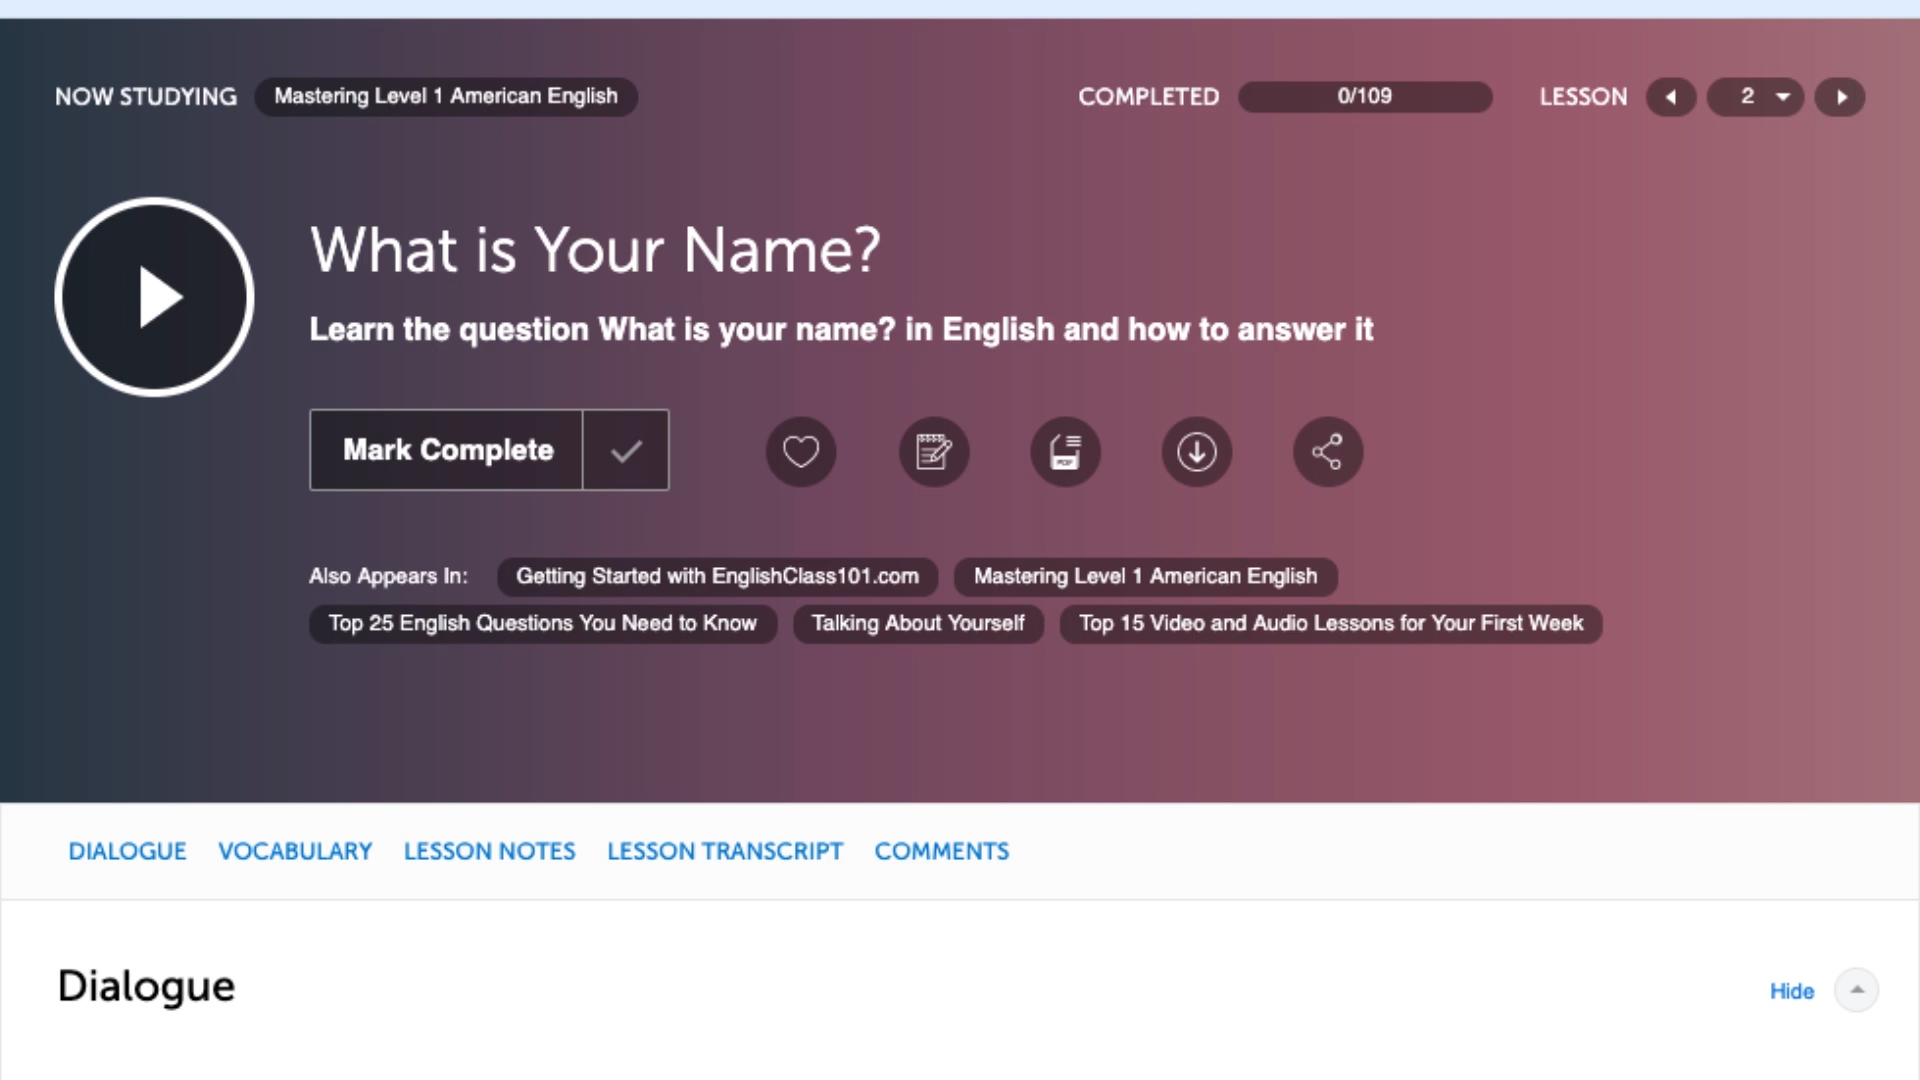 NOW STUDYING Mastering Level 1 American English COMPLETED 0/109 LESSON 2
What is Your Name?
Learn the question What is your name? in English and how to answer it
Mark Complete
PDF
Also Appears In: Getting Started with EnglishClass101.com Mastering Level 1 American English
Top 25 English Questions You Need to Know Talking About Yourself Top 15 Video and Audio Lessons for Your First Week
DIALOGUE VOCABULARY LESSON NOTES LESSON TRANSCRIPT COMMENTS
Dialogue Hide